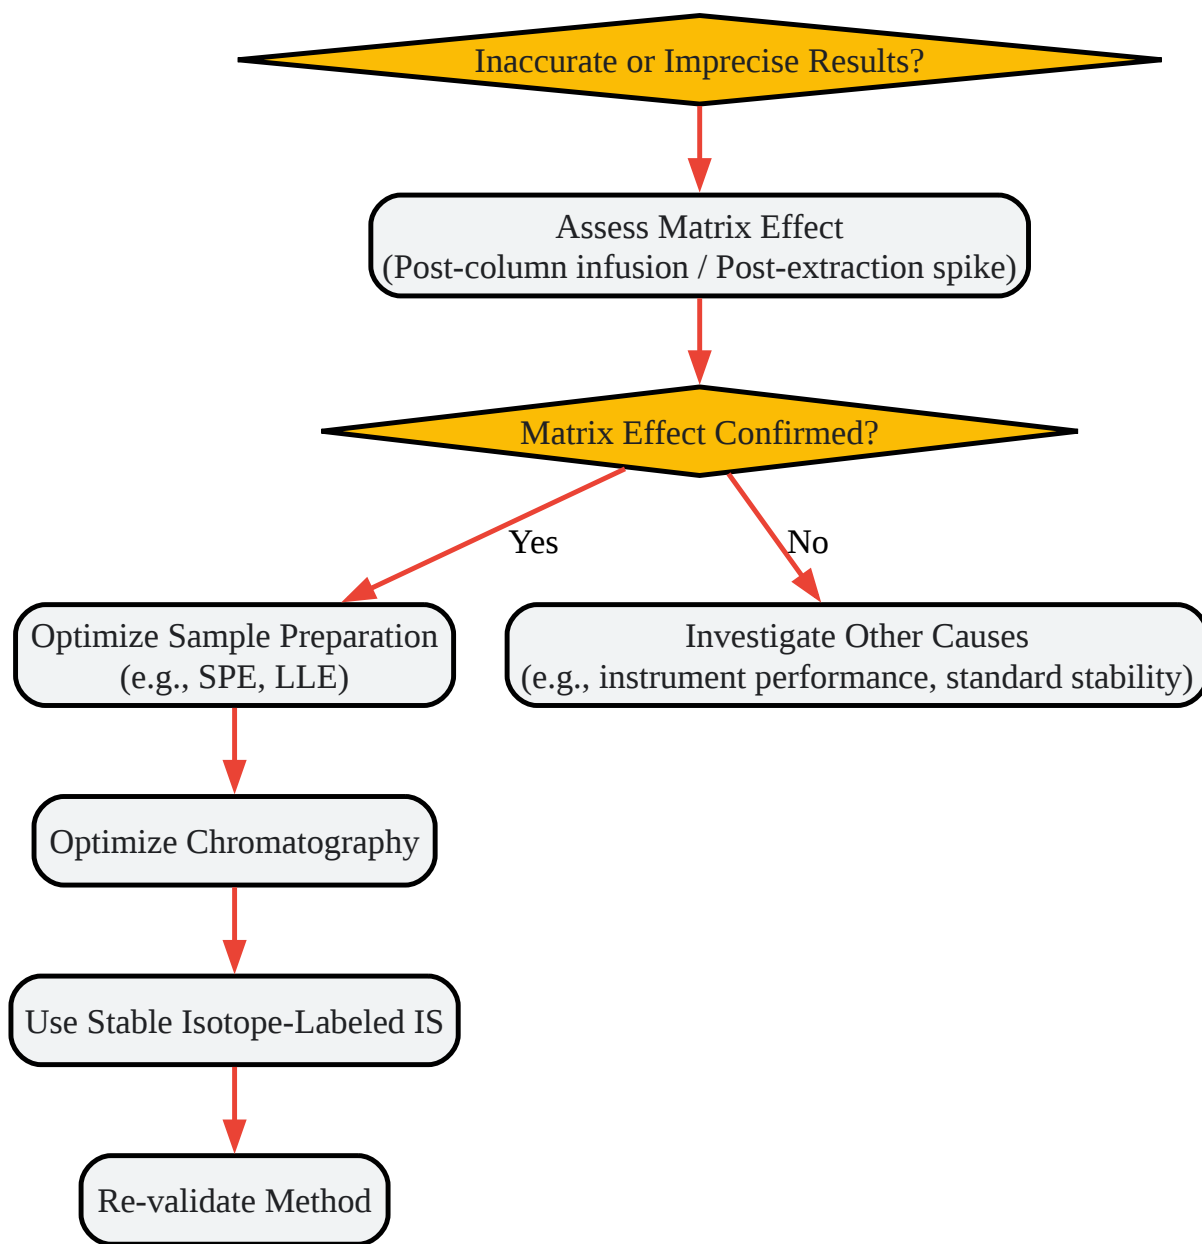 Inaccurate or Imprecise Results?
Assess Matrix Effect
(Post-column infusion / Post-extraction spike)
Matrix Effect Confirmed?
Yes
No
Optimize Sample Preparation
(e.g., SPE, LLE)
Investigate Other Causes
(e.g., instrument performance, standard stability)
Optimize Chromatography
Use Stable Isotope-Labeled IS
Re-validate Method